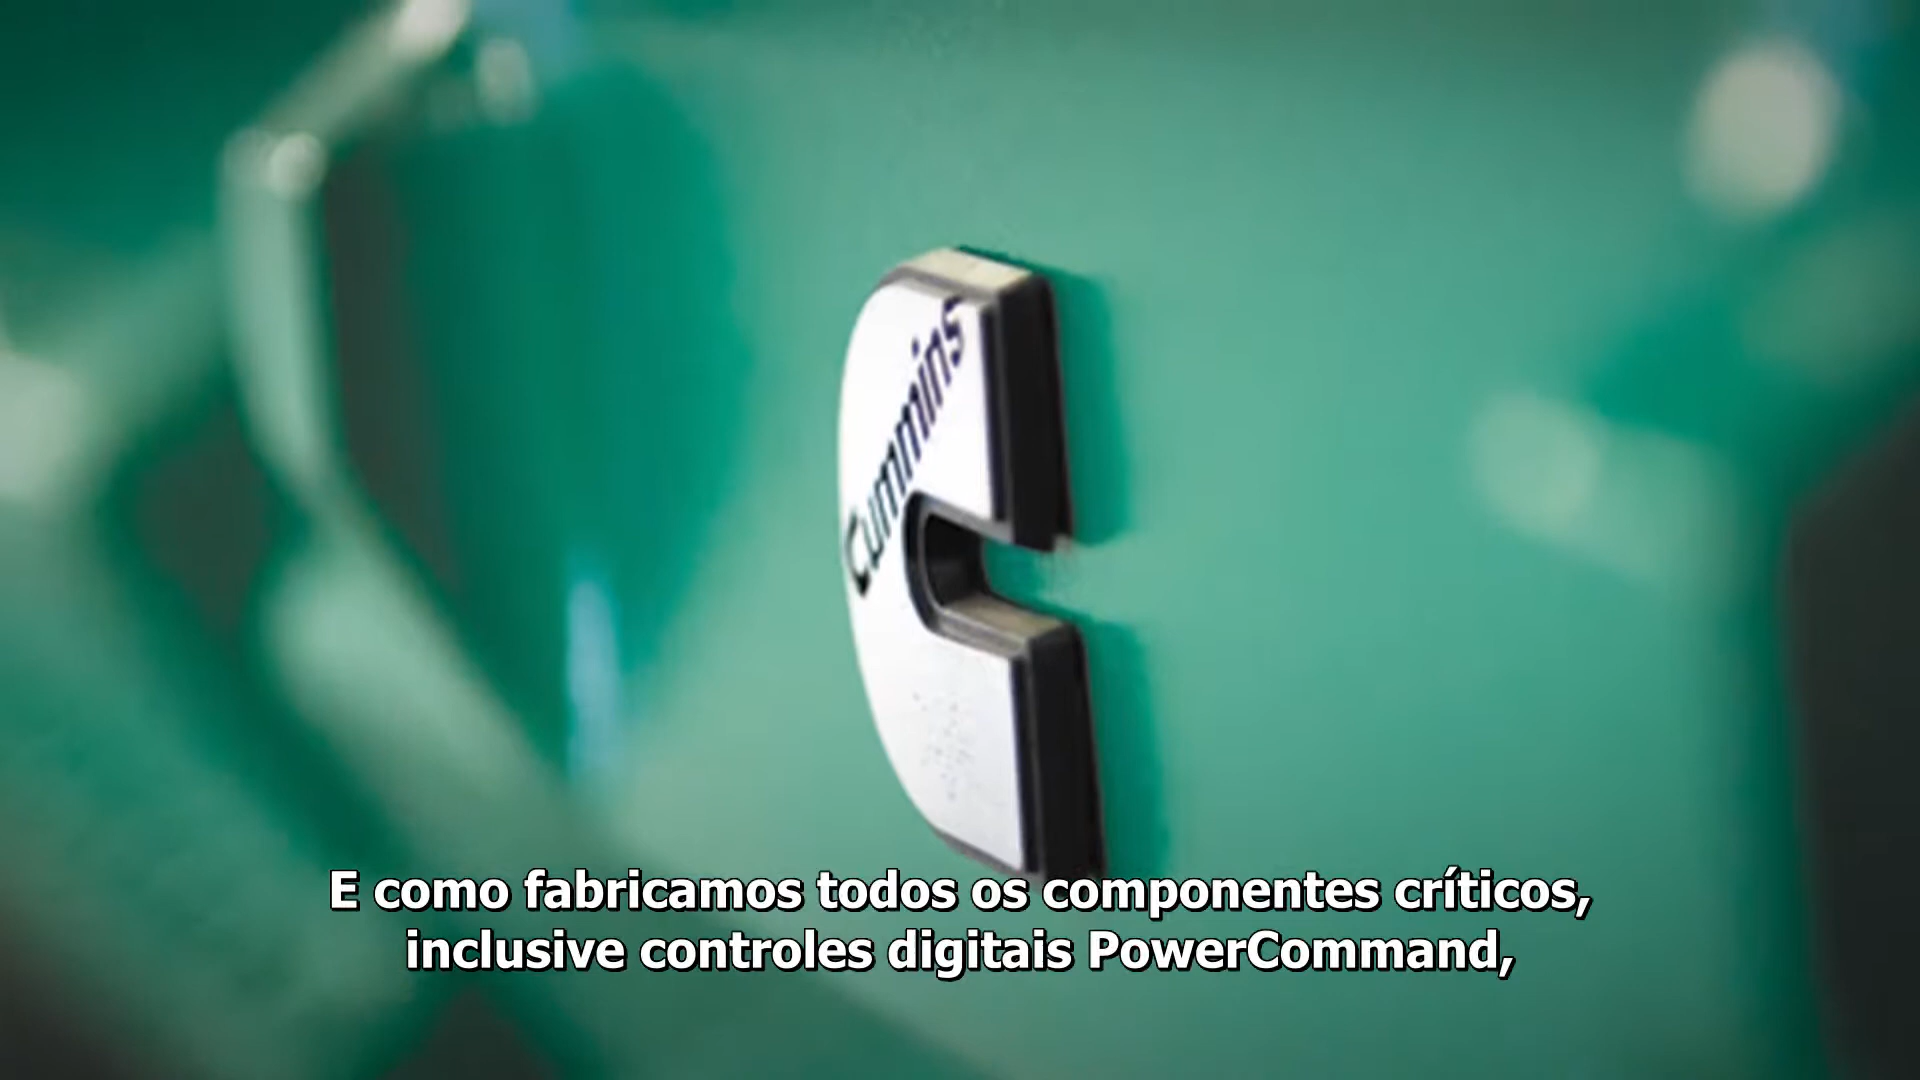 Cummins
E como fabricamos todos os componentes críticos,
inclusive controles digitais PowerCommand,